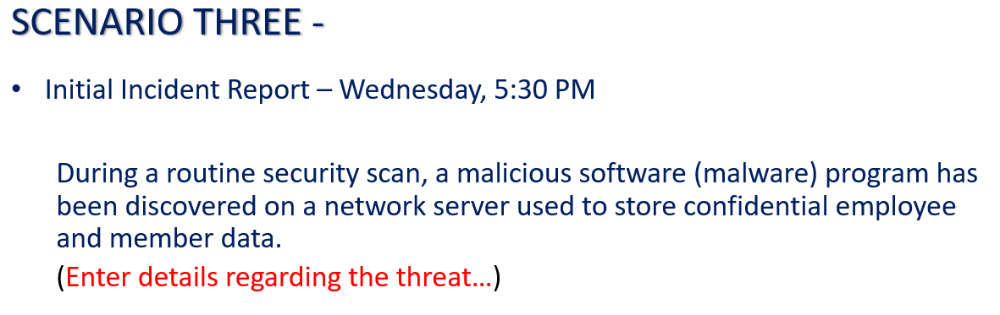 SCENARIO THREE -
• Initial Incident Report – Wednesday, 5:30 PM
During a routine security scan, a malicious software (malware) program has
been discovered on a network server used to store confidential employee
and member data.
(Enter details regarding the threat…)